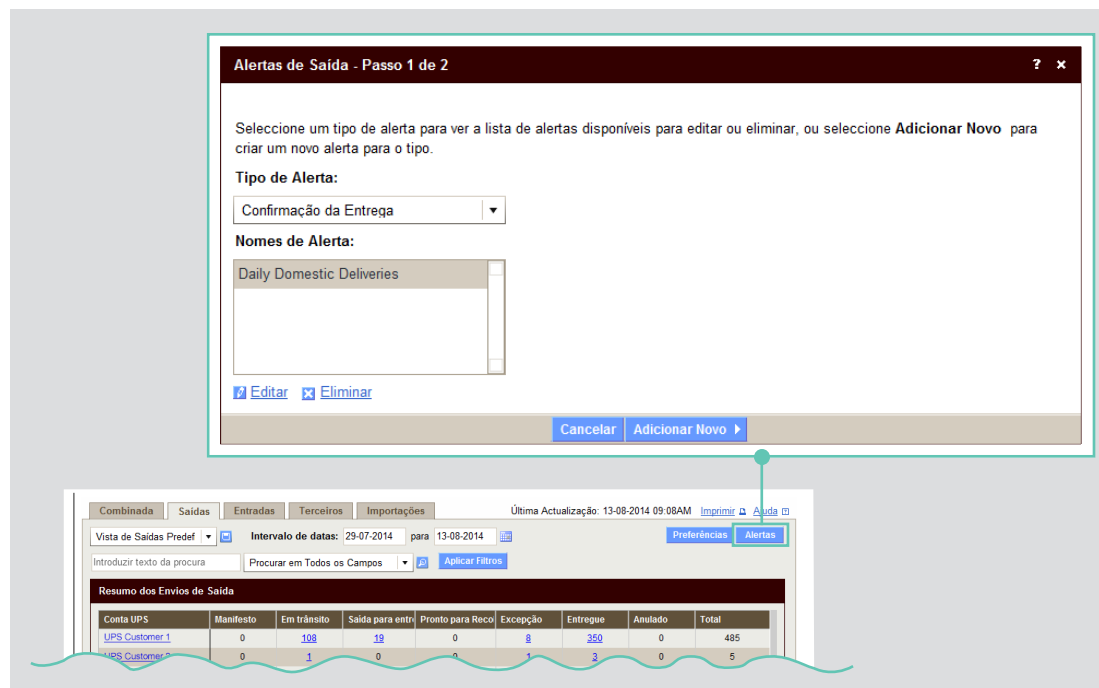 Alertas de Saída - Passo 1 de 2
? ×
Seleccione um tipo de alerta para ver a lista de alertas disponíveis para editar ou eliminar, ou seleccione Adicionar Novo para
criar um novo alerta para o tipo.
Tipo de Alerta:
Confirmação da Entrega
Nomes de Alerta:
Daily Domestic Deliveries
Editar Eliminar
Cancelar Adicionar Novo
Combinada Saídas Entradas Terceiros Importações Última Actualização: 13-08-2014 09:08AM Imprimir Ajuda
Vista de Saídas Predef Intervalo de datas: 29-07-2014 para 13-08-2014 Preferências Alertas
Introduzir texto da procura Procurar em Todos os Campos Aplicar Filtros
Resumo dos Envios de Saída
Conta UPS Manifesto Em trânsito Saída para entre Pronto para Reco Excepção Entregue Anulado Total
UPS Customer 1 0 108 19 0 8 350 0 485
UPS Customer 0 1 0 0 1 3 0 5